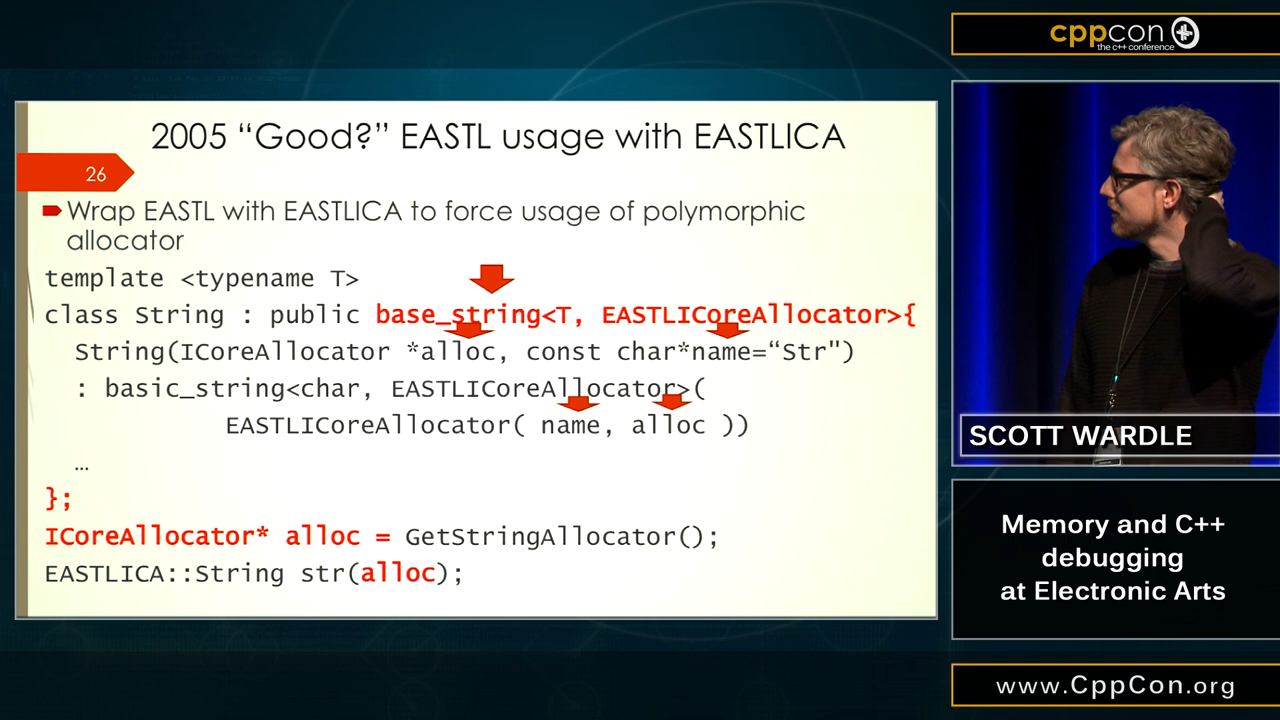 2005 “Good?” EASTL usage with EASTLICA
26
Wrap EASTL with EASTLICA to force usage of polymorphic
allocator
template <typename T>
class String : public base_string<T, EASTLICoreAllocator>{
String(ICoreAllocator *alloc, const char*name=“Str")
: basic_string<char, EASTLICoreAllocator>(
EASTLICoreAllocator( name, alloc ))
…
};
ICoreAllocator* alloc = GetStringAllocator();
EASTLICA::String str(alloc);
cppcon
the c++ conference
SCOTT WARDLE
Memory and C++
debugging
at Electronic Arts
www.CppCon.org